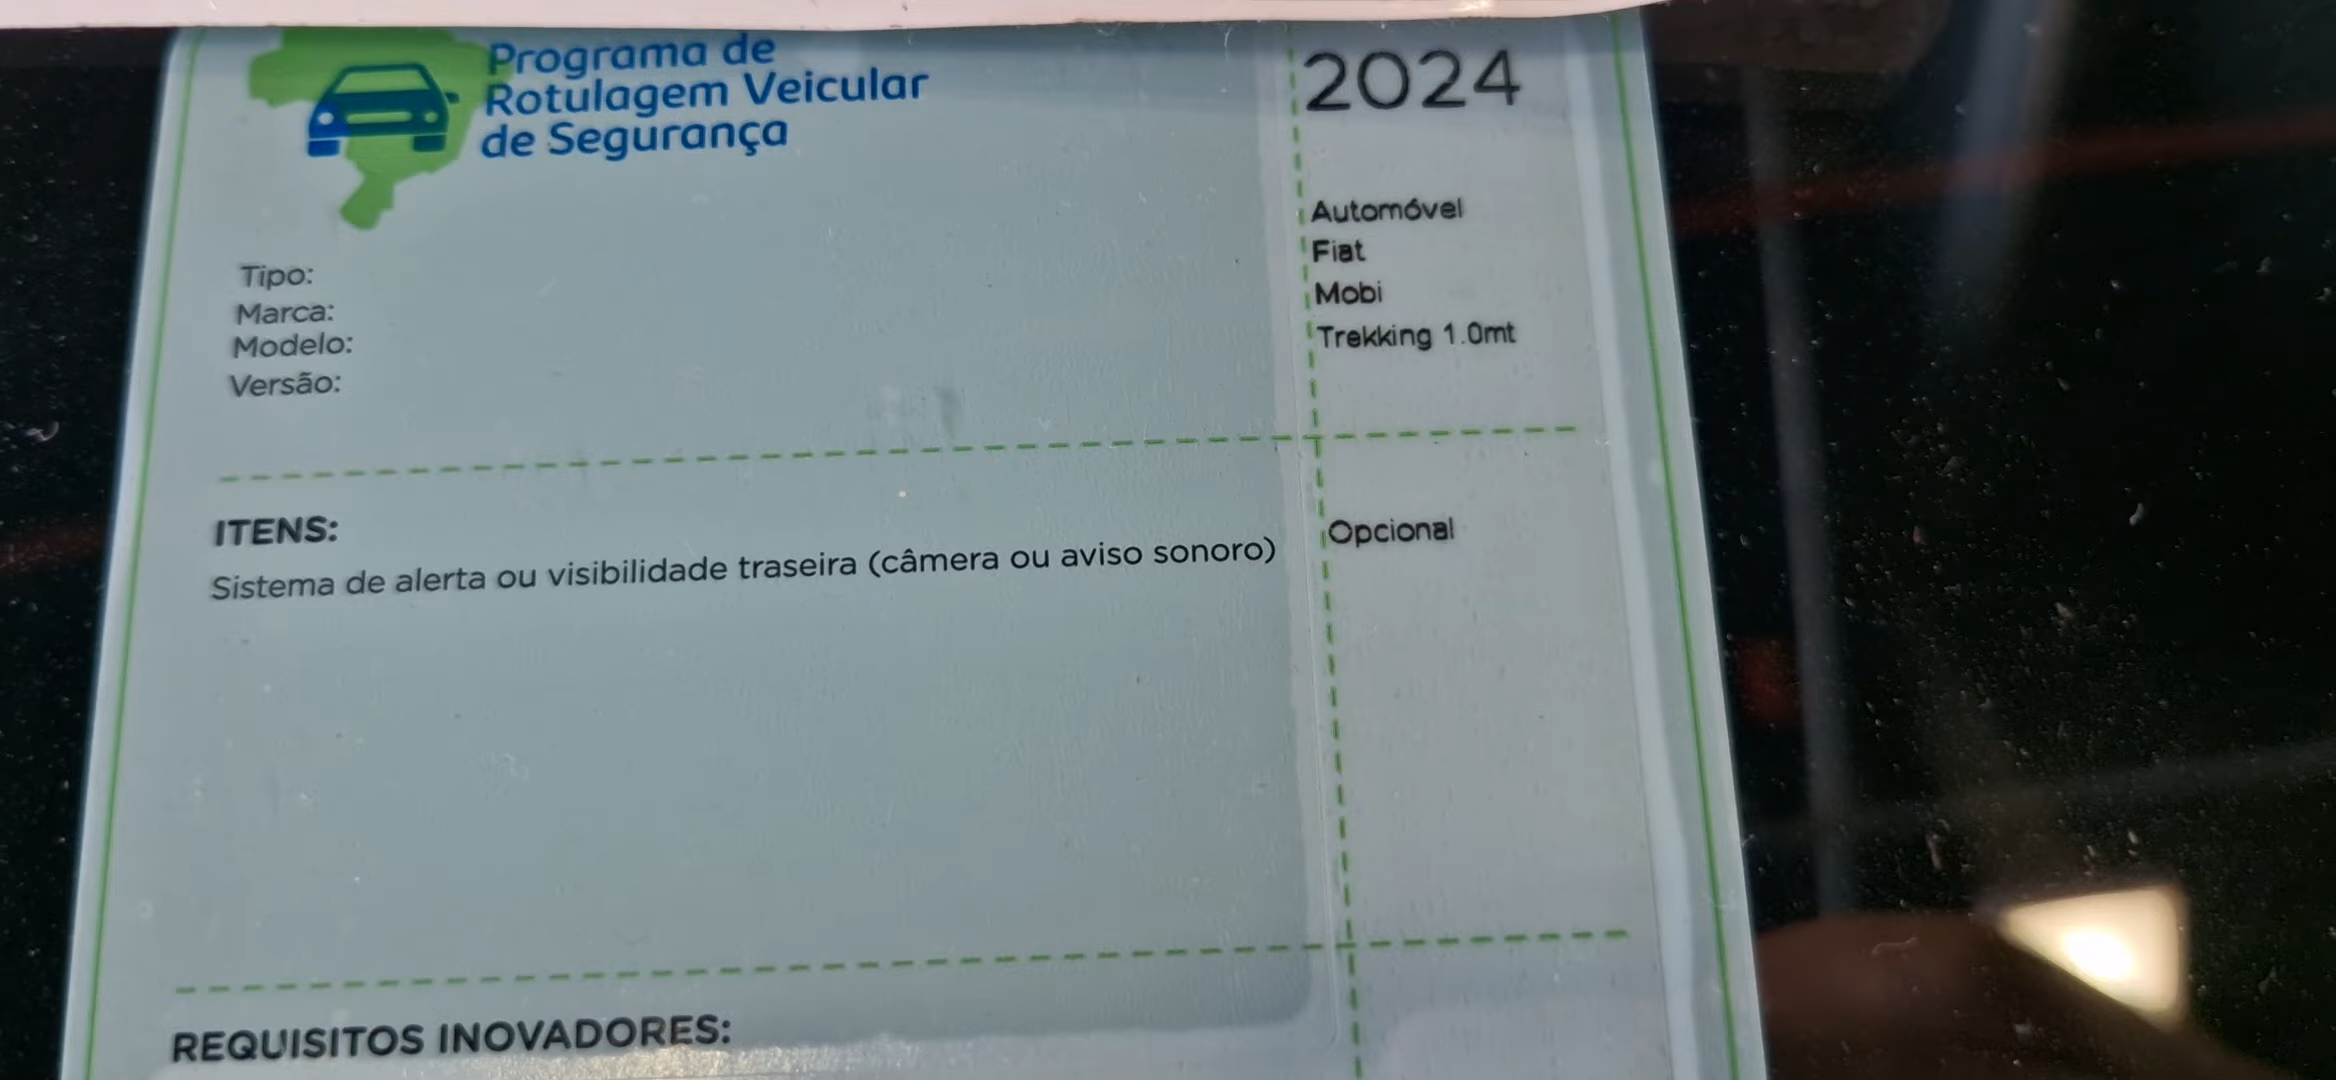 Programa de
Rotulagem Veicular
de Segurança
2024
Tipo: Automóvel
Marca: Fiat
Modelo: Mobi
Versão: Trekking 1.0mt
ITENS:
Sistema de alerta ou visibilidade traseira (câmera ou aviso sonoro) Opcional
REQUISITOS INOVADORES: